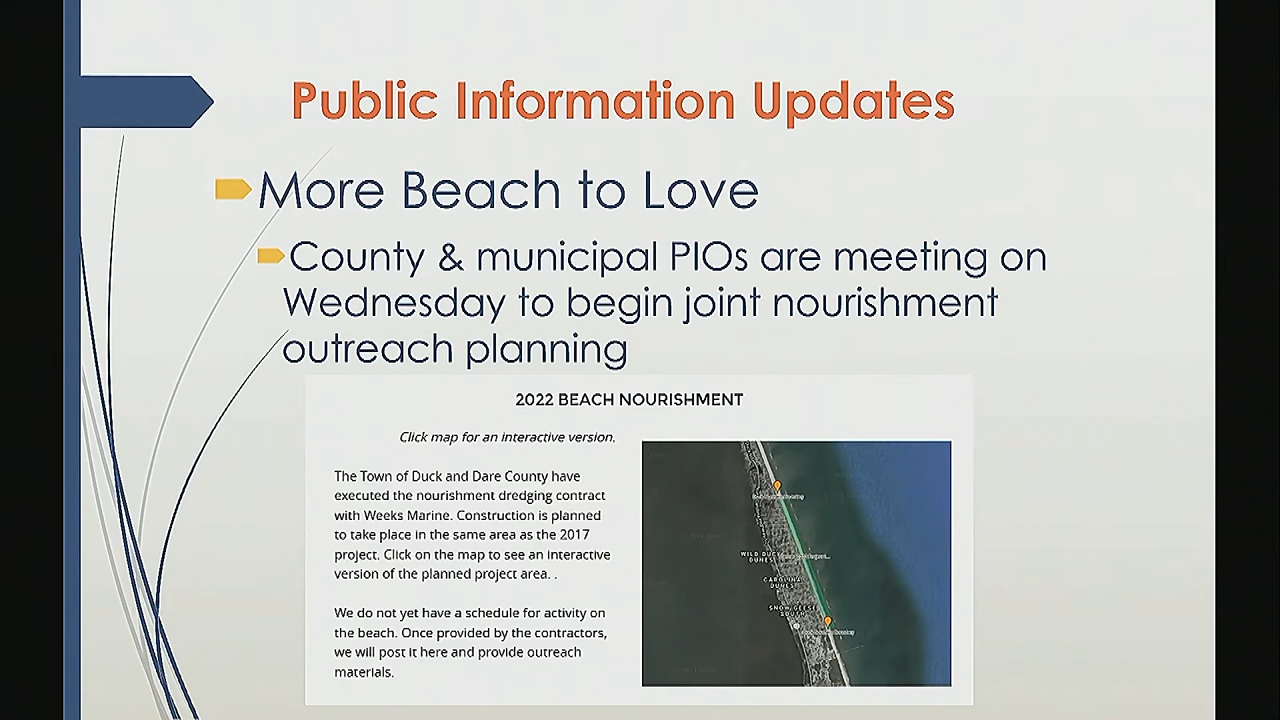 Public Information Updates
More Beach to Love
County & municipal PIOs are meeting on
Wednesday to begin joint nourishment
outreach planning
2022 BEACH NOURISHMENT
Click map for an interactive version.
The Town of Duck and Dare County have
executed the nourishment dredging contract
with Weeks Marine. Construction is planned
to take place in the same area as the 2017
project. Click on the map to see an interactive
version of the planned project area. .
We do not yet have a schedule for activity on
the beach. Once provided by the contractors,
we will post it here and provide outreach
materials.
WILD DUCK
DUNES
CAROLINA
DUNES
SNOW GEESE
SOUTH